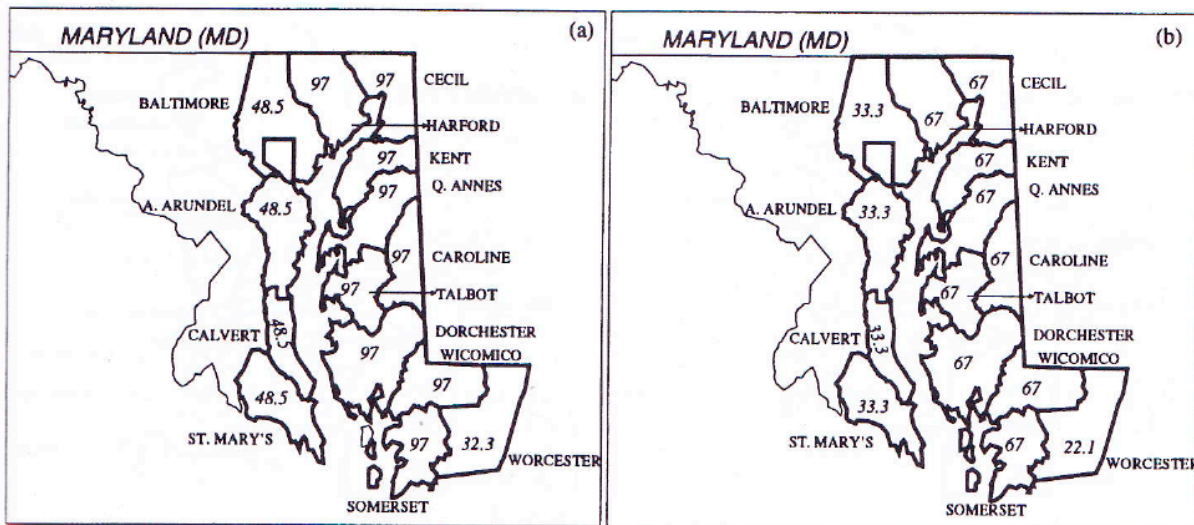 MARYLAND (MD)
(a)
97
97
CECIL
BALTIMORE
48.5
HARFORD
97
KENT
97
Q. ANNES
A. ARUNDEL
48.5
97
CAROLINE
97
TALBOT
CALVERT
48.5
DORCHESTER
97
WICOMICO
97
48.5
ST. MARY'S
97
32.3
WORCESTER
SOMERSET
MARYLAND (MD)
(b)
67
CECIL
BALTIMORE
33.3
67
HARFORD
67
KENT
67
Q. ANNES
A. ARUNDEL
33.3
67
CAROLINE
67
TALBOT
CALVERT
33.3
DORCHESTER
67
WICOMICO
67
33.3
ST. MARY'S
67
22.1
WORCESTER
SOMERSET